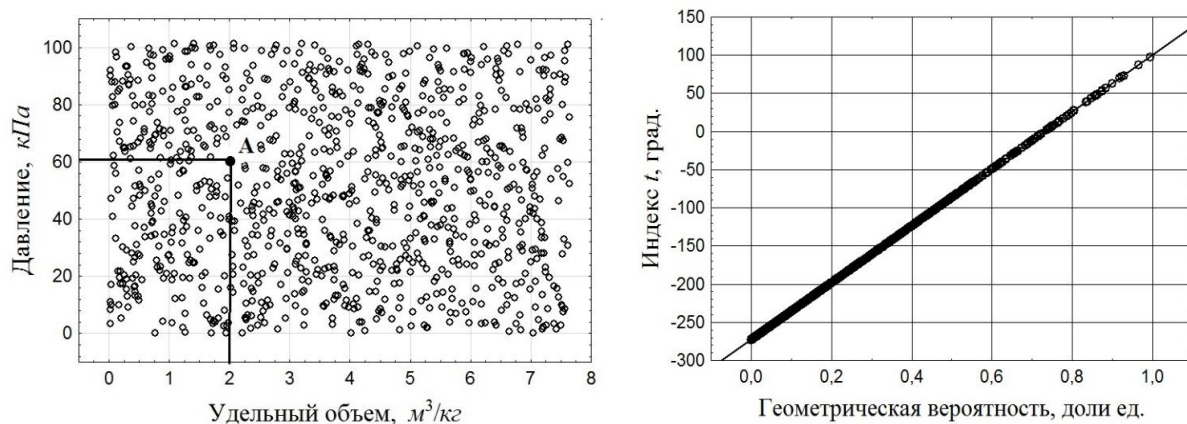 Давление, кПа
100
80
60
40
20
0
А
0 1 2 3 4 5 6 7 8
Удельный объем, м³/кг
Индекс t, град.
150
100
50
0
-50
-100
-150
-200
-250
-300
0,0 0,2 0,4 0,6 0,8 1,0
Геометрическая вероятность, доли ед.